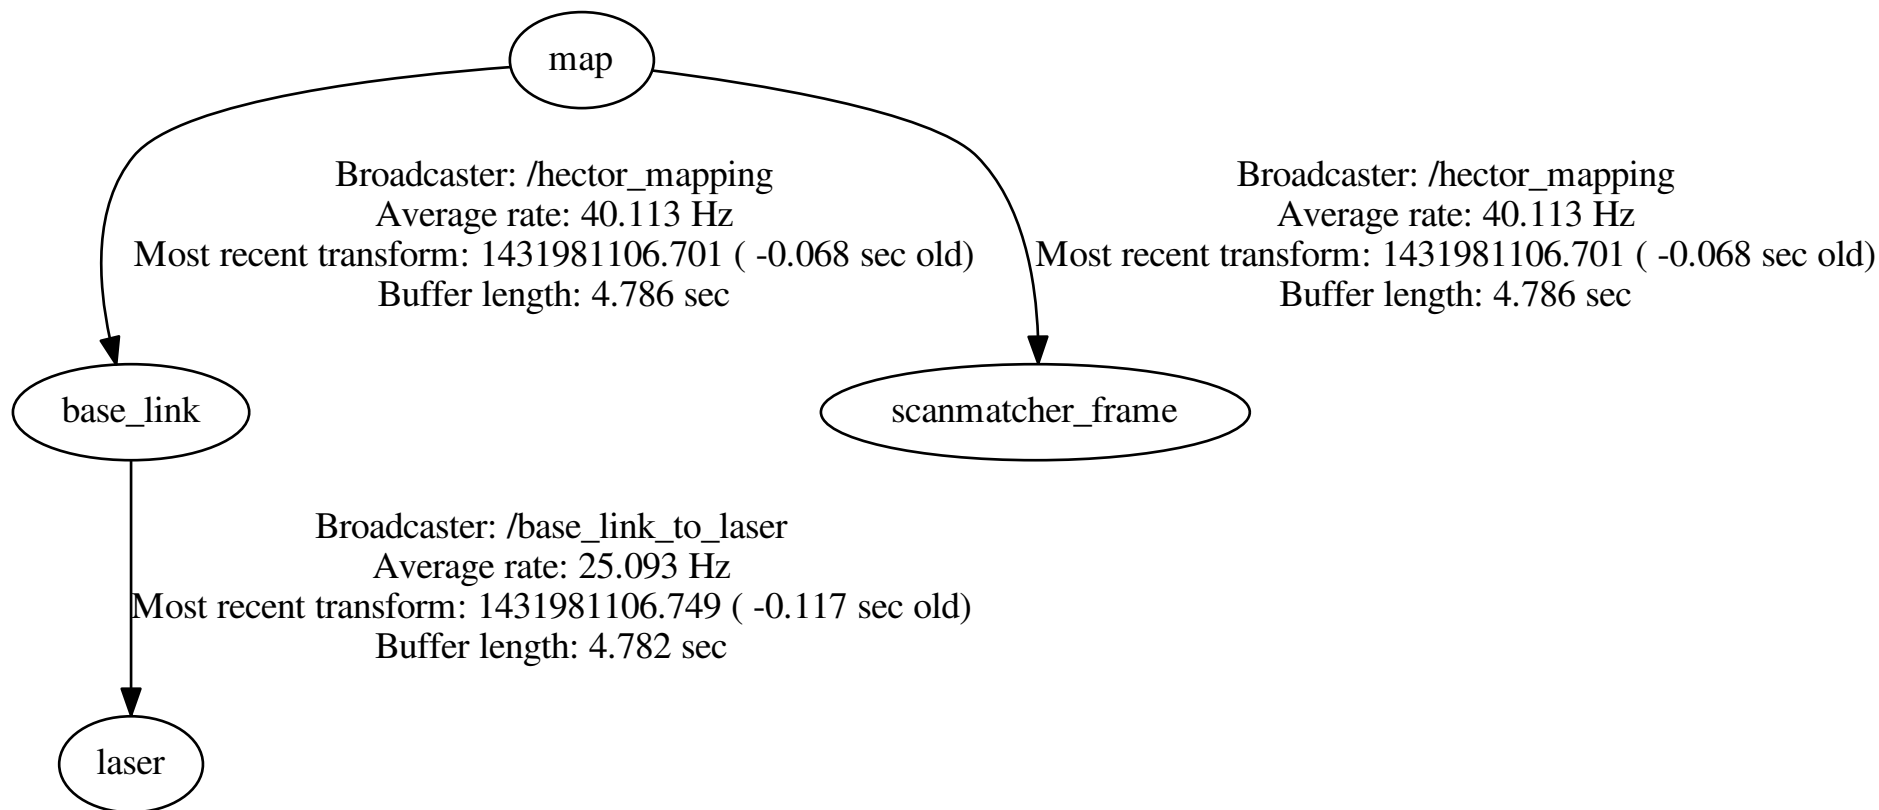 map
Broadcaster: /hector_mapping
Average rate: 40.113 Hz
Most recent transform: 1431981106.701 ( -0.068 sec old)
Buffer length: 4.786 sec
Broadcaster: /hector_mapping
Average rate: 40.113 Hz
Most recent transform: 1431981106.701 ( -0.068 sec old)
Buffer length: 4.786 sec
base_link
scanmatcher_frame
Broadcaster: /base_link_to_laser
Average rate: 25.093 Hz
Most recent transform: 1431981106.749 ( -0.117 sec old)
Buffer length: 4.782 sec
laser